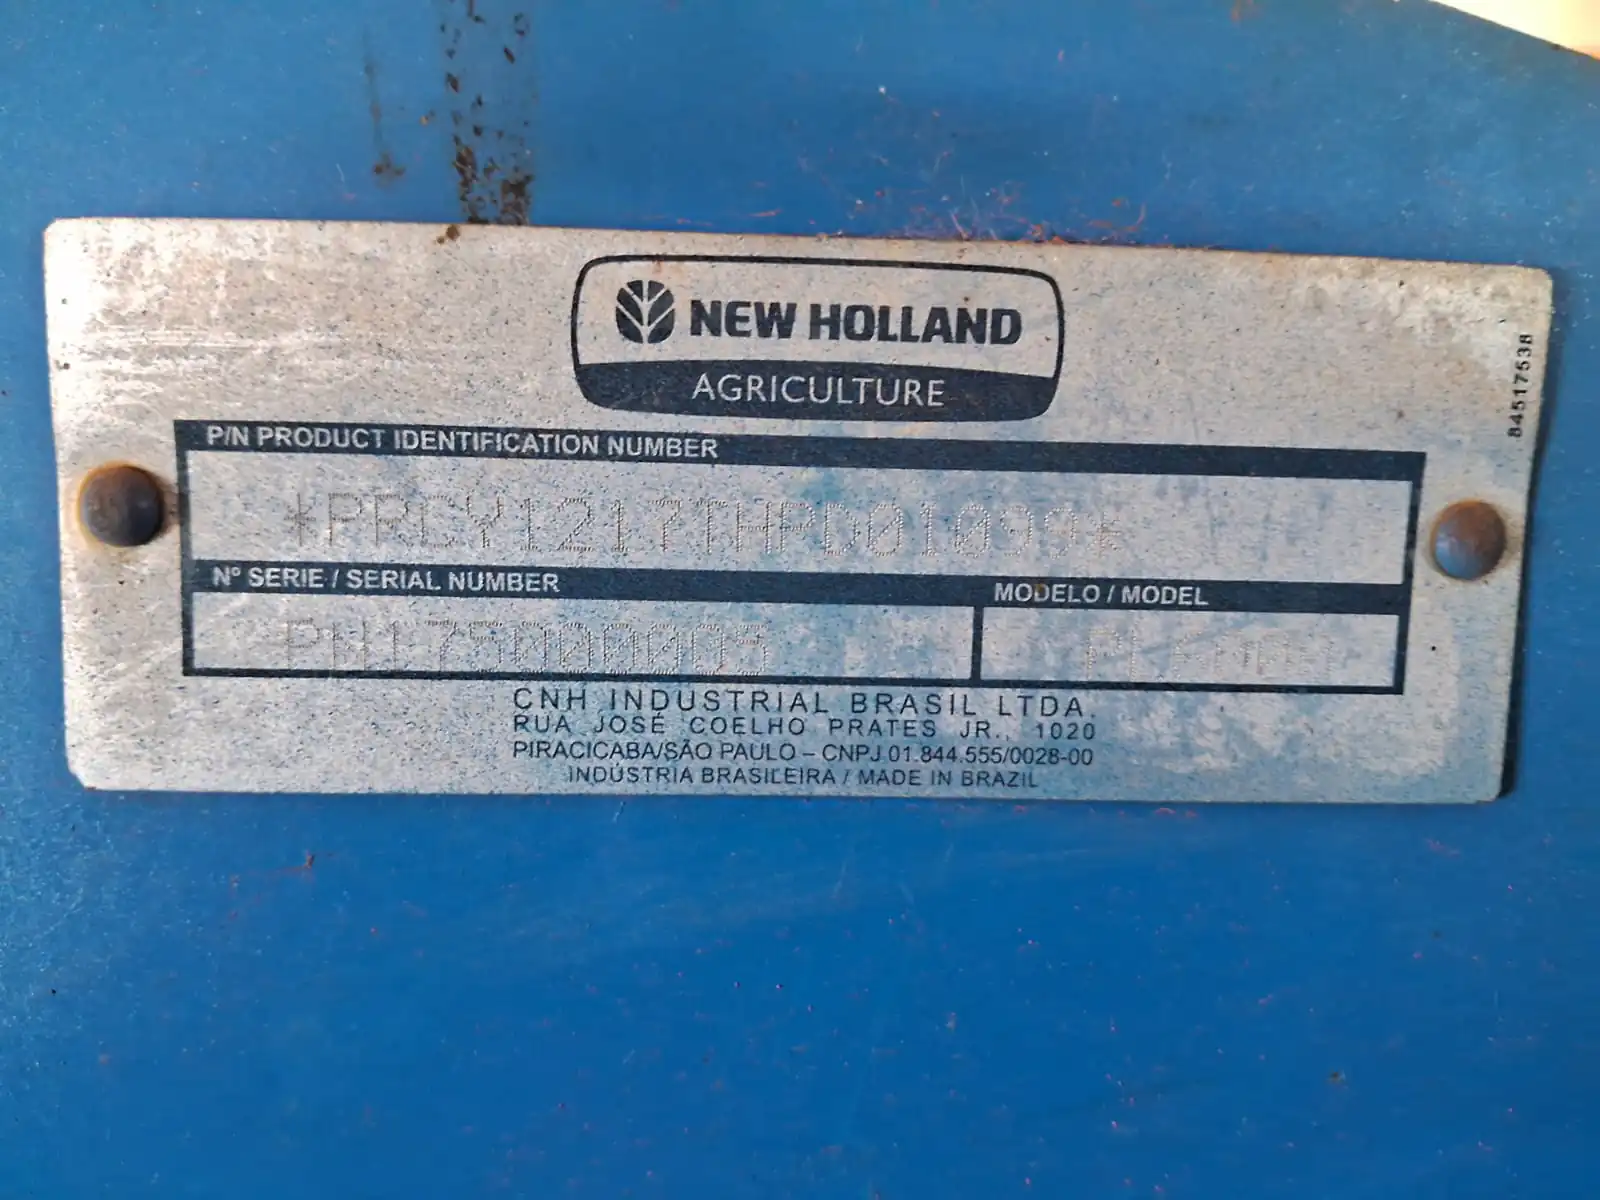 NEW HOLLAND
AGRICULTURE
84517538
P/N PRODUCT IDENTIFICATION NUMBER
*PRCY1217THPD01099*
Nº SERIE / SERIAL NUMBER
MODELO / MODEL
CNH INDUSTRIAL BRASIL LTDA.
RUA JOSÉ COELHO PRATES JR., 1020
PIRACICABA/SÃO PAULO – CNPJ 01.844.555/0028-00
INDÚSTRIA BRASILEIRA / MADE IN BRAZIL